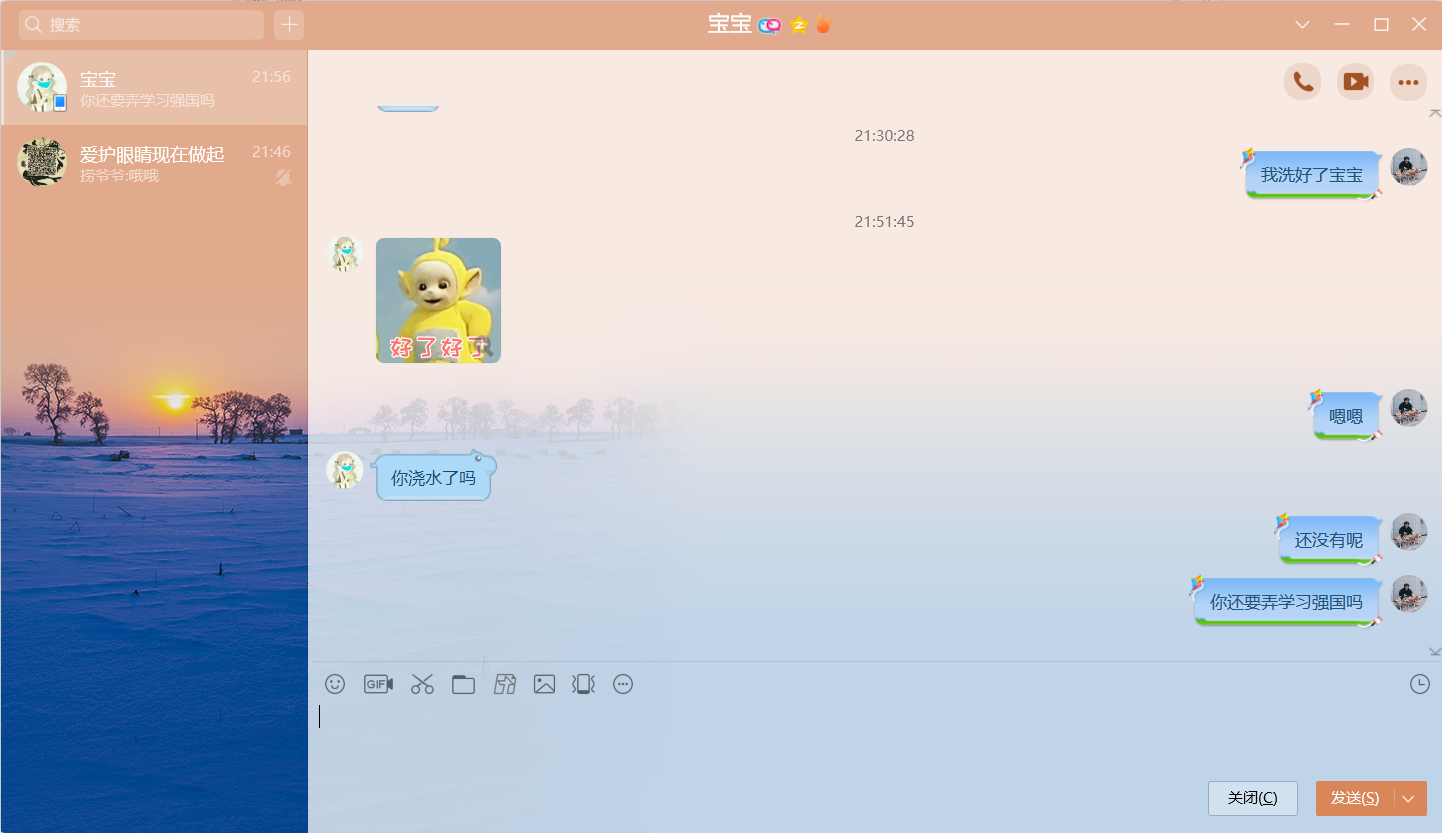 搜索
宝宝
宝宝 21:56
你还要弄学习强国吗
爱护眼睛现在做起 21:46
捞爷爷:哦哦
21:30:28
我洗好了宝宝
21:51:45
好了好了
嗯嗯
你浇水了吗
还没有呢
你还要弄学习强国吗
GIF
关闭(C)
发送(S)